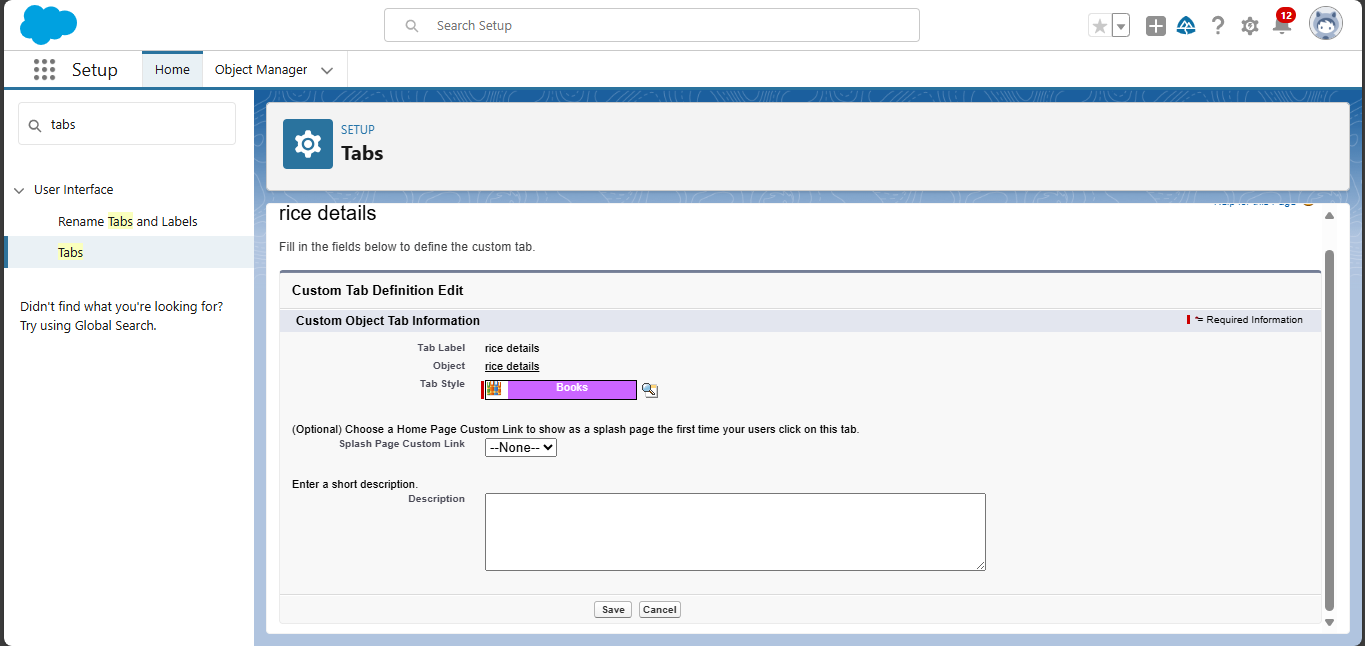 Search Setup
12
Setup
Home
Object Manager
tabs
SETUP
Tabs
User Interface
Rename Tabs and Labels
Tabs
Didn't find what you're looking for?
Try using Global Search.
rice details
Help for this Page
Fill in the fields below to define the custom tab.
Custom Tab Definition Edit
Custom Object Tab Information
*= Required Information
Tab Label rice details
Object rice details
Tab Style Books
(Optional) Choose a Home Page Custom Link to show as a splash page the first time your users click on this tab.
Splash Page Custom Link --None--
Enter a short description.
Description
Save Cancel